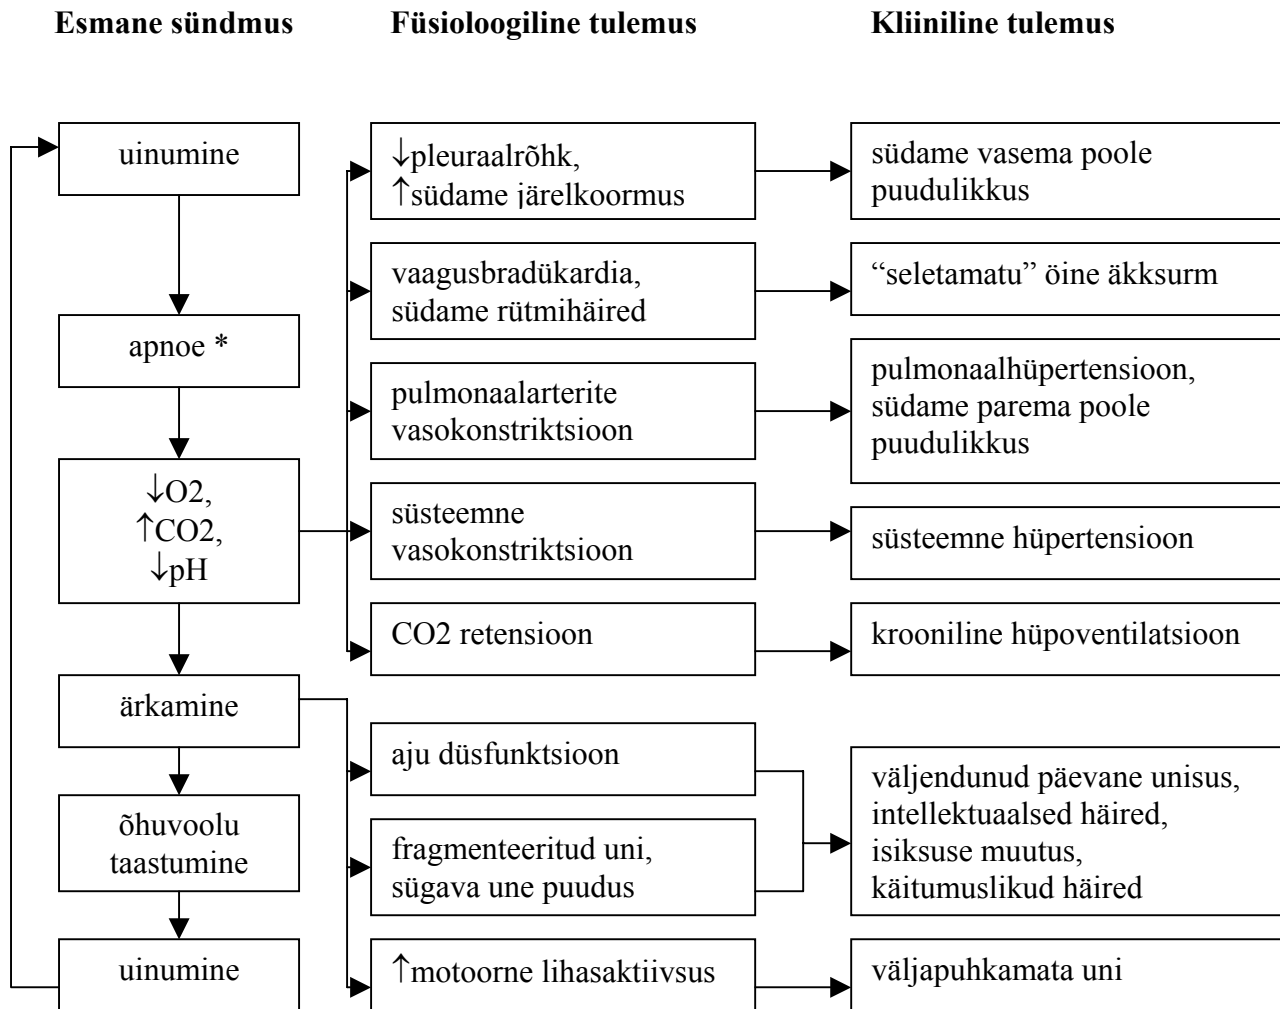 Esmane sündmus
Füsioloogiline tulemus
Kliiniline tulemus
uinumine
apnoe *
↓O2,
↑CO2,
↓pH
ärkamine
õhuvoolu
taastumine
uinumine
↓pleuraalrõhk,
↑südame järelkoormus
vaagusbradükardia,
südame rütmihäired
pulmonaalarterite
vasokonstriktsioon
süsteemne
vasokonstriktsioon
CO2 retensioon
aju düsfunktsioon
fragmenteeritud uni,
sügava une puudus
↑motoorne lihasaktiivsus
südame vasema poole
puudulikkus
“seletamatu” öine äkksurm
pulmonaalhüpertensioon,
südame parema poole
puudulikkus
süsteemne hüpertensioon
krooniline hüpoventilatsioon
väljendunud päevane unisus,
intellektuaalsed häired,
isiksuse muutus,
käitumuslikud häired
väljapuhkamata uni